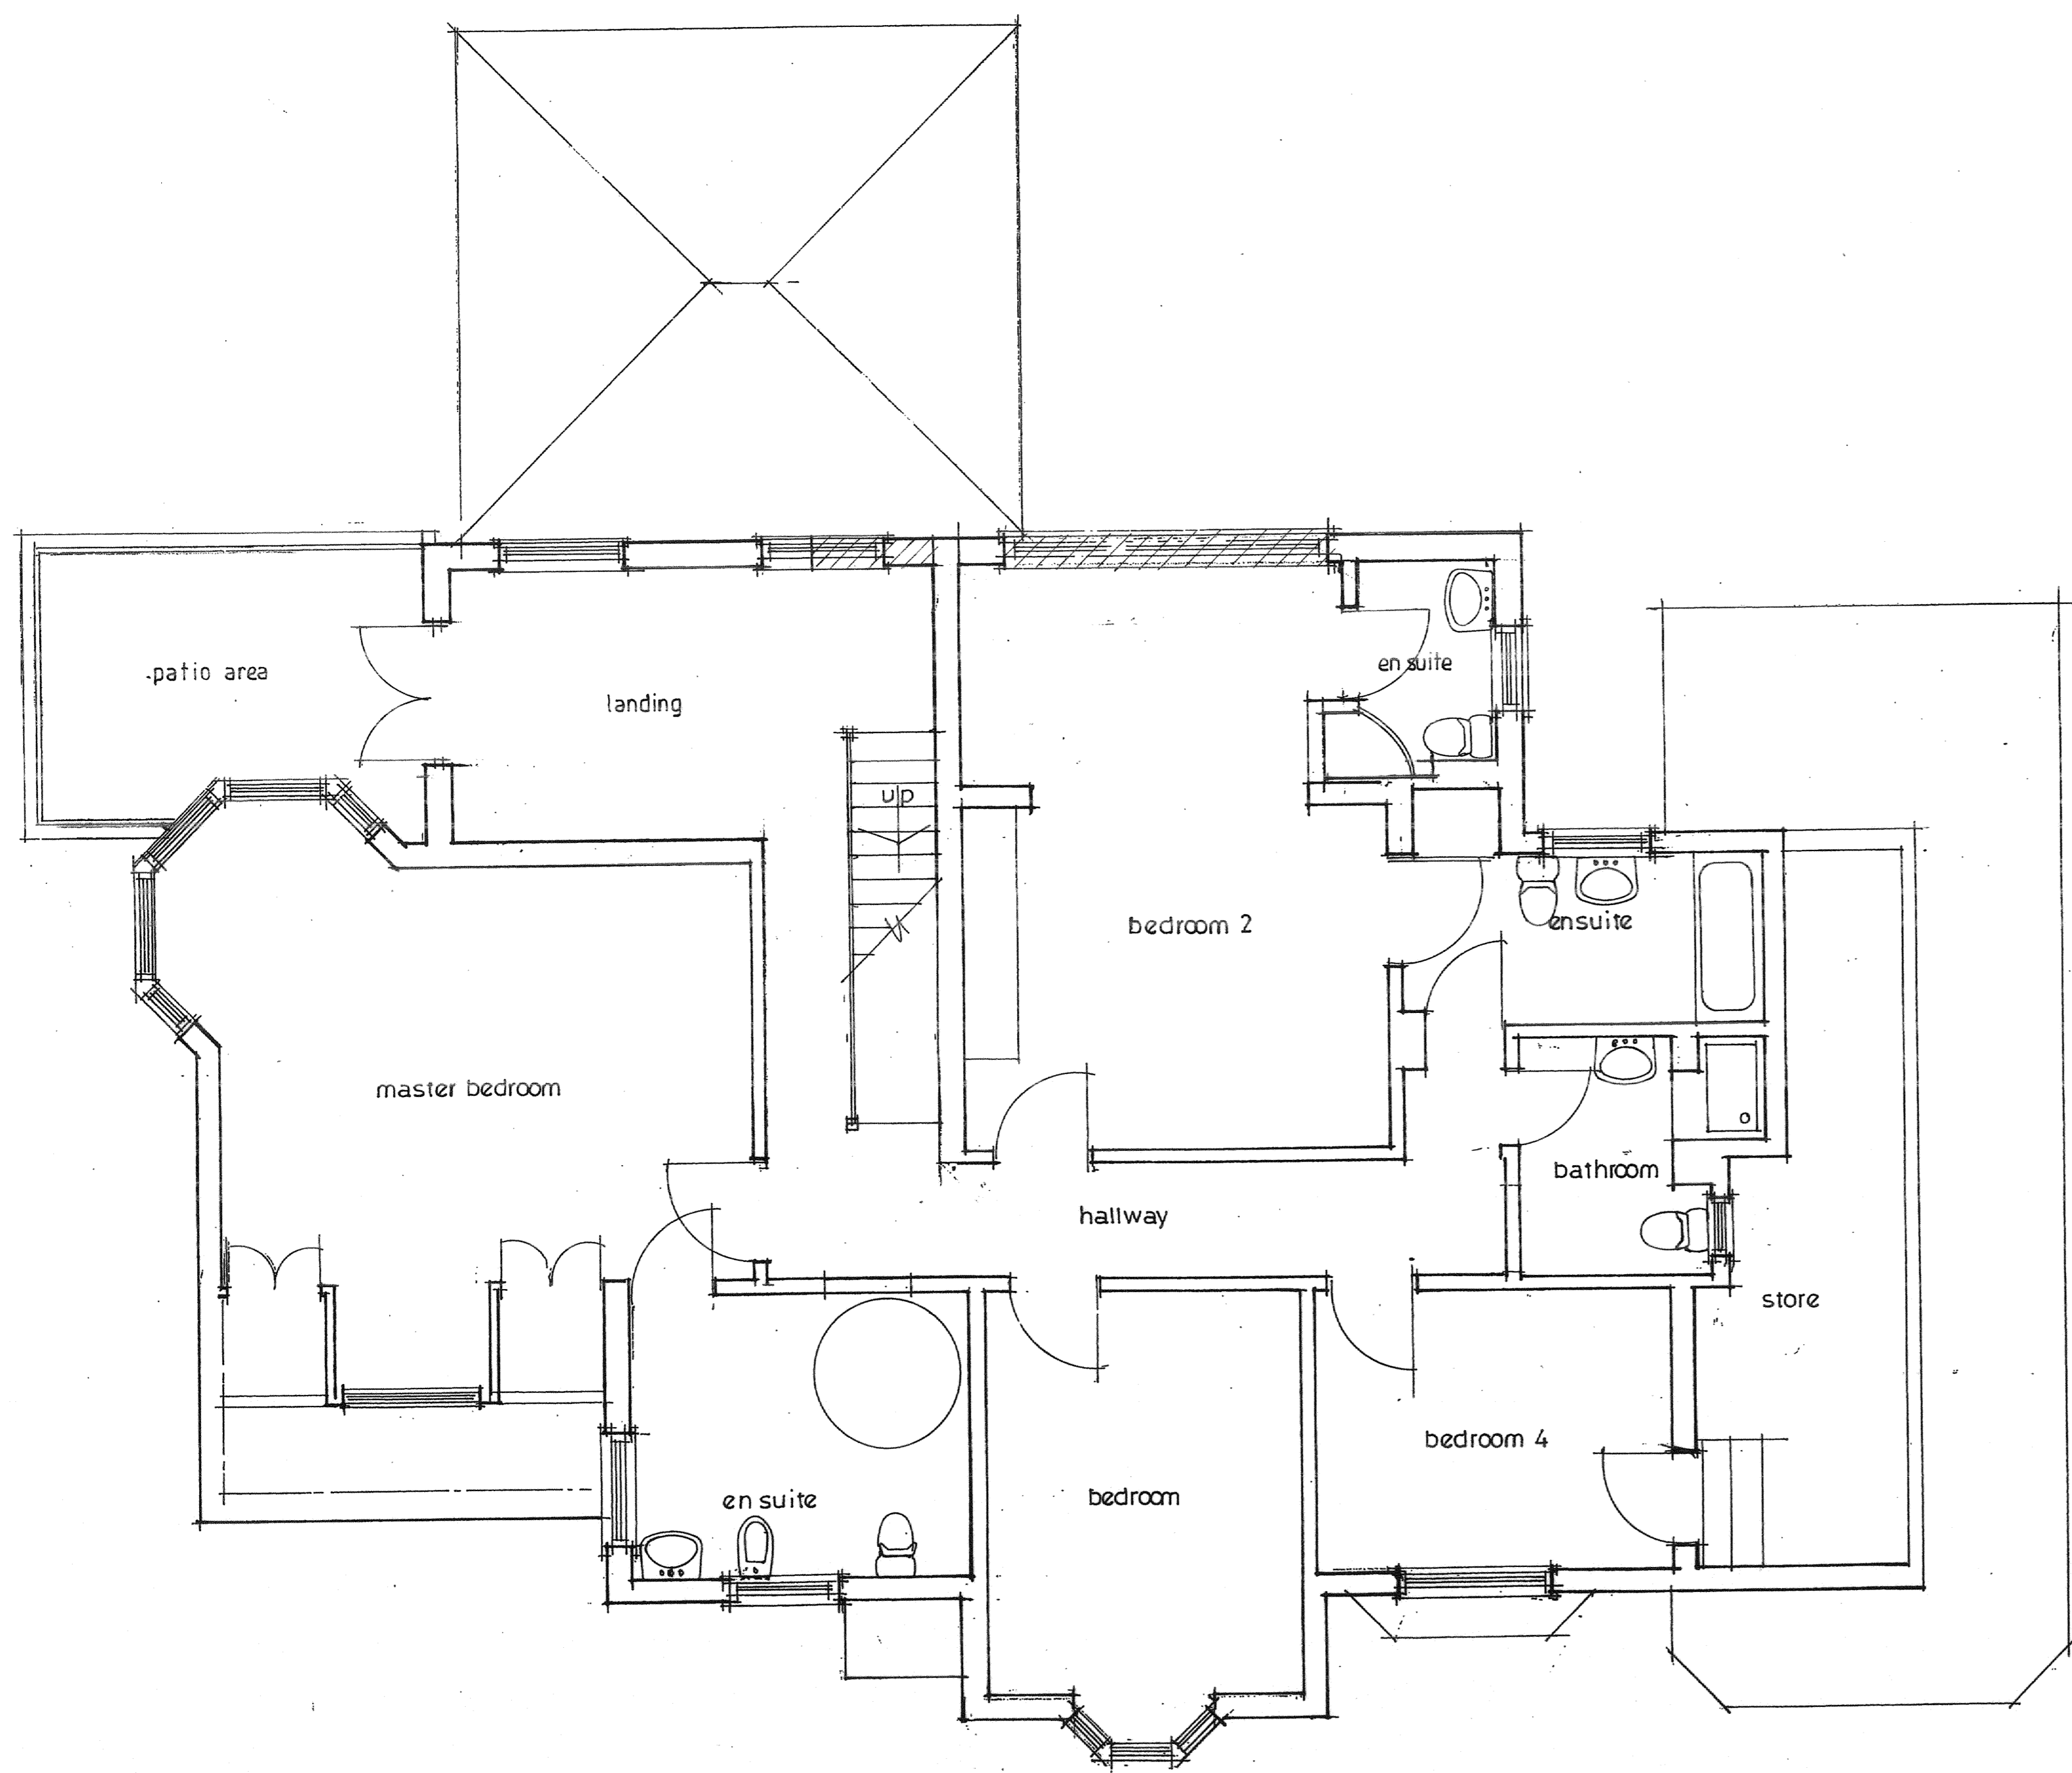 patio area
landing
en suite
up
bedroom 2
ensuite
master bedroom
bathroom
hallway
store
bedroom 4
en suite
bedroom